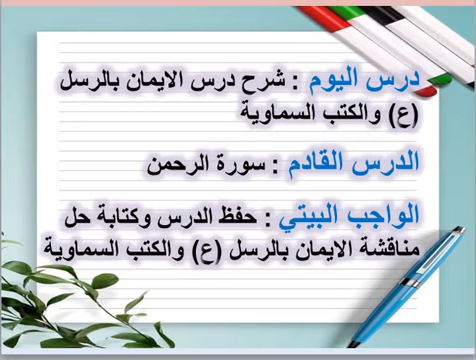 درس اليوم : شرح درس الايمان بالرسل
(ع) والكتب السماوية
الدرس القادم : سورة الرحمن
الواجب البيتي : حفظ الدرس وكتابة حل
مناقشة الايمان بالرسل (ع) والكتب السماوية